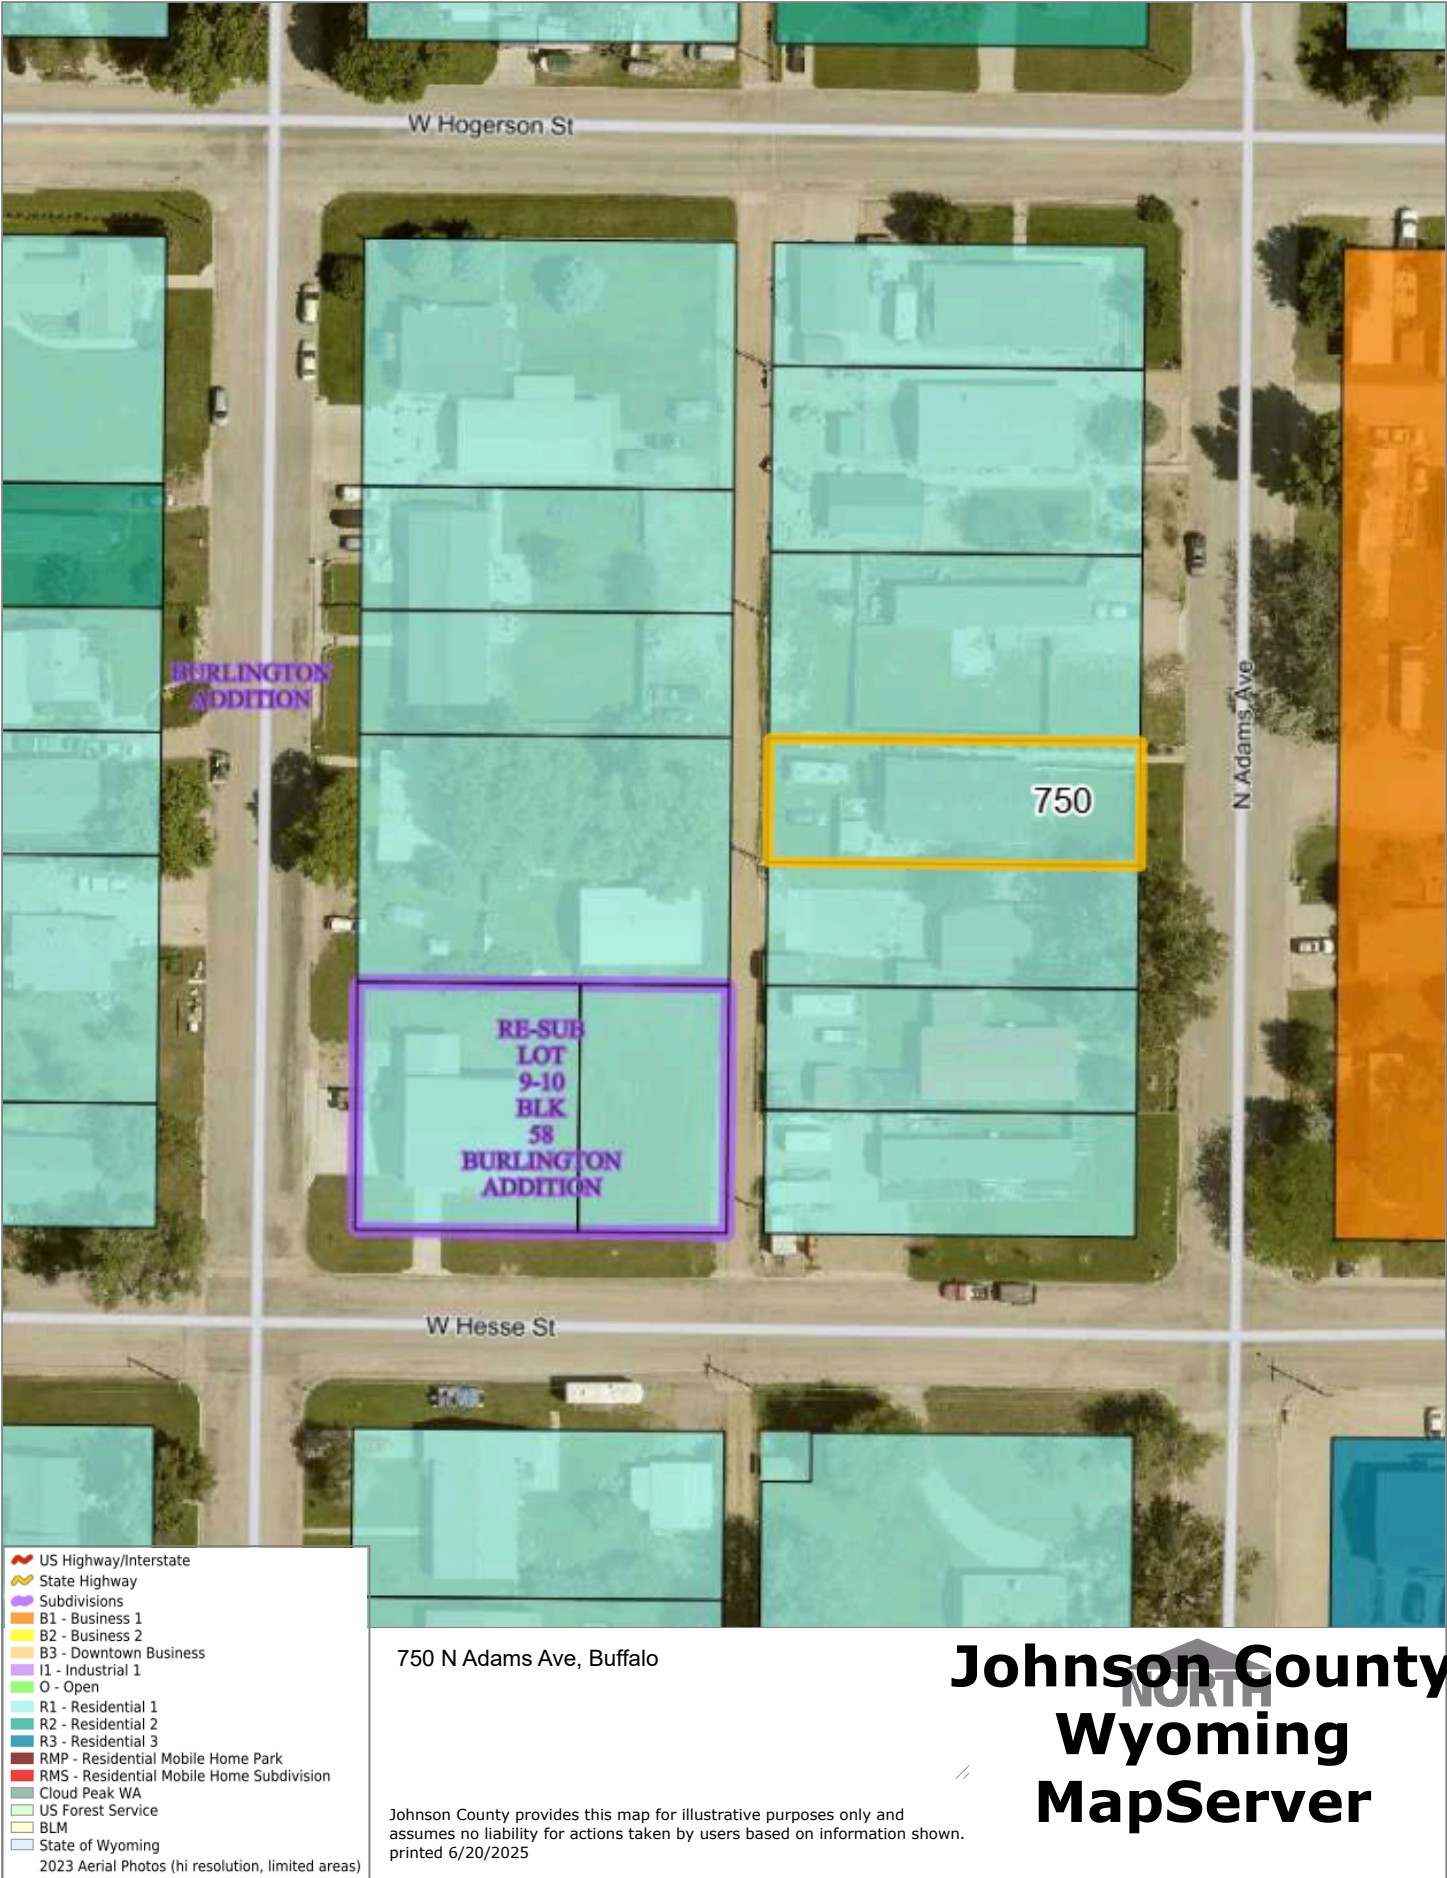 W Hogerson St
BURLINGTON
ADDITION
N Adams Ave
750
RE-SUB
LOT
9-10
BLK
58
BURLINGTON
ADDITION
W Hesse St
US Highway/Interstate
State Highway
Subdivisions
B1 - Business 1
B2 - Business 2
B3 - Downtown Business
I1 - Industrial 1
O - Open
R1 - Residential 1
R2 - Residential 2
R3 - Residential 3
RMP - Residential Mobile Home Park
RMS - Residential Mobile Home Subdivision
Cloud Peak WA
US Forest Service
BLM
State of Wyoming
2023 Aerial Photos (hi resolution, limited areas)
750 N Adams Ave, Buffalo
Johnson County provides this map for illustrative purposes only and
assumes no liability for actions taken by users based on information shown.
printed 6/20/2025
Johnson County
NORTH
Wyoming
MapServer